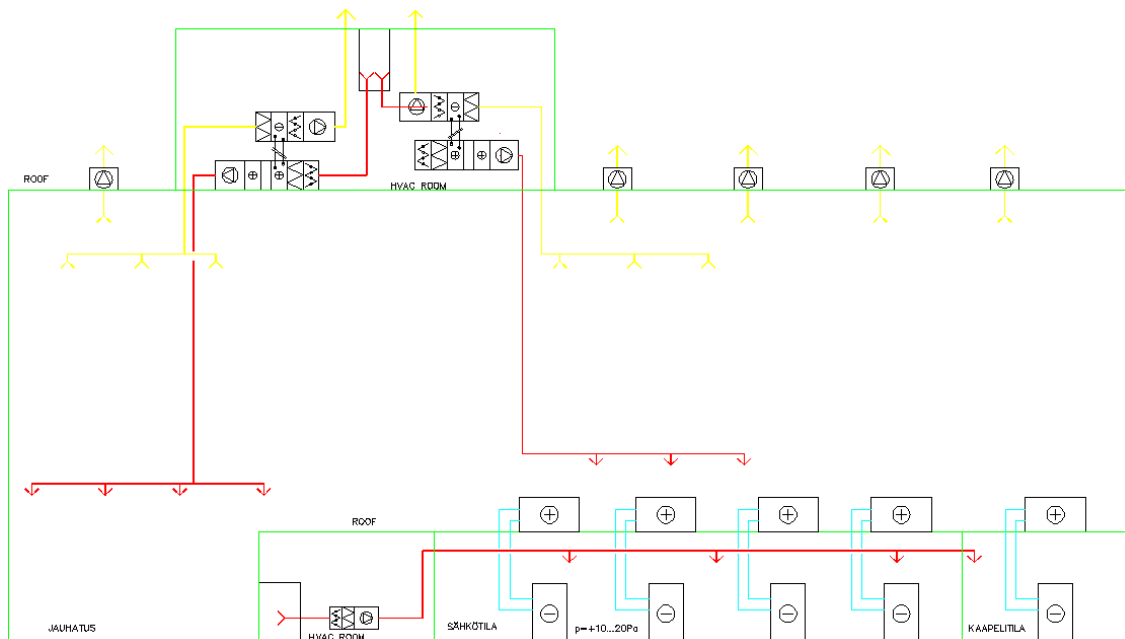 ROOF
HVAC ROOM
ROOF
JAUHATUS
HVAC ROOM
SÄHKÖTILA
p=+10...20Pa
KAAPELITILA